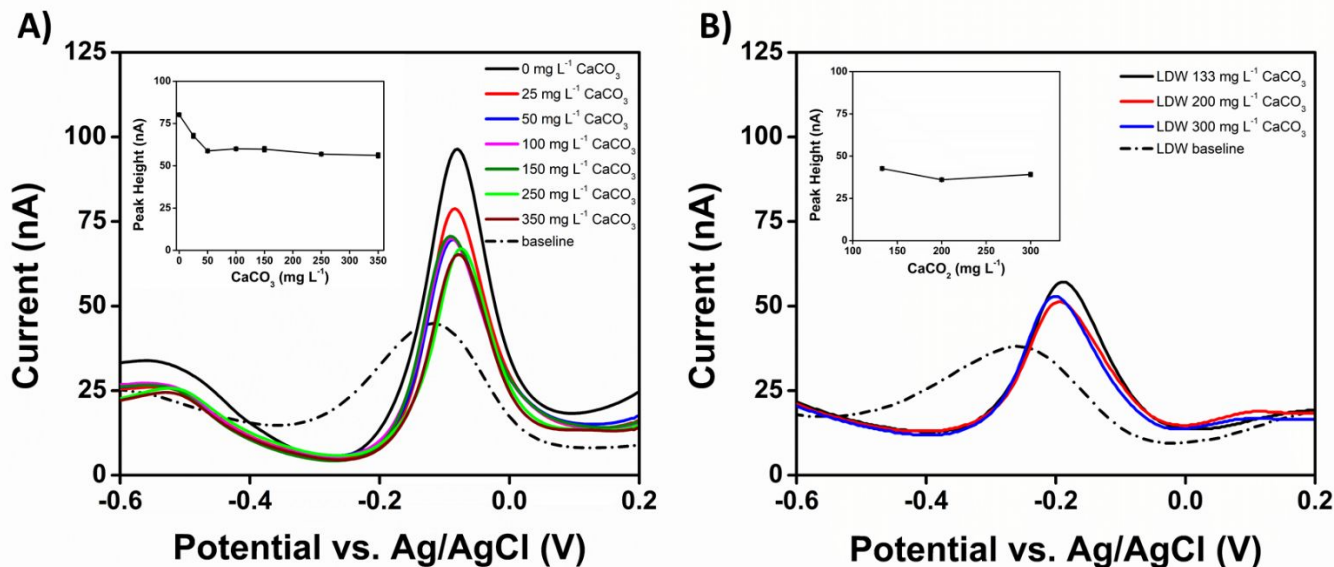 A)
125
100
75
50
25
0
Current (nA)
-0.6
-0.4
-0.2
0.0
0.2
Potential vs. Ag/AgCl (V)
100
75
50
25
0
Peak Height (nA)
0
50
100
150
200
250
300
350
CaCO₃ (mg L⁻¹)
0 mg L⁻¹ CaCO₃
25 mg L⁻¹ CaCO₃
50 mg L⁻¹ CaCO₃
100 mg L⁻¹ CaCO₃
150 mg L⁻¹ CaCO₃
250 mg L⁻¹ CaCO₃
350 mg L⁻¹ CaCO₃
baseline
B)
125
100
75
50
25
0
Current (nA)
-0.6
-0.4
-0.2
0.0
0.2
Potential vs. Ag/AgCl (V)
100
75
50
25
0
Peak Height (nA)
100
150
200
250
300
CaCO₂ (mg L⁻¹)
LDW 133 mg L⁻¹ CaCO₃
LDW 200 mg L⁻¹ CaCO₃
LDW 300 mg L⁻¹ CaCO₃
LDW baseline